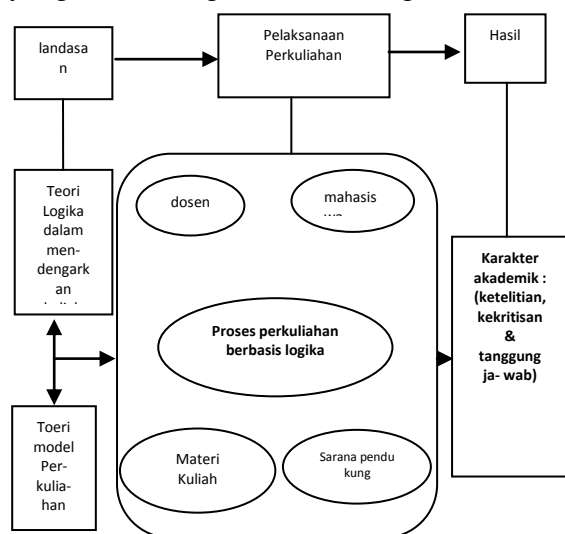 landasa
n
Pelaksanaan
Perkuliahan
Hasil
Teori
Logika
dalam
men-
dengark
an
dosen
mahasis
Proses perkuliahan
berbasis logika
Karakter
akademik :
(ketelitian,
kekritisan
&
tanggung
ja- wab)
Toeri
model
Per-
kulia-
han
Materi
Kuliah
Sarana pendu
kung